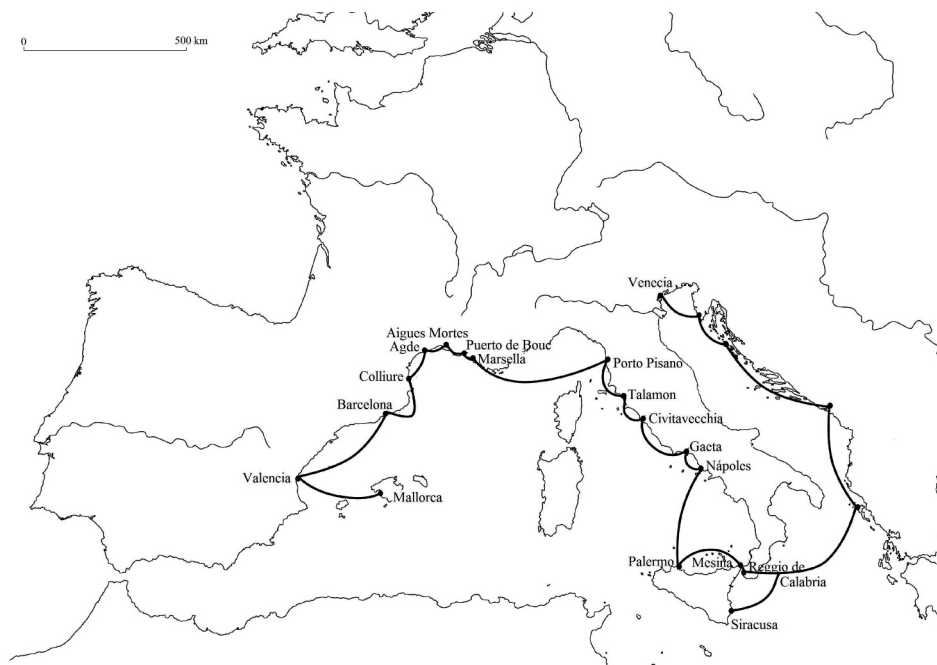 0 500 km
Venecia
Aigues Mortes
Agde
Puerto de Bouc
Marsella
Porto Pisano
Colliure
Talamon
Barcelona
Civitavecchia
Gaeta
Nápoles
Valencia
Mallorca
Palermo
Mesina
Reggio de
Calabria
Siracusa